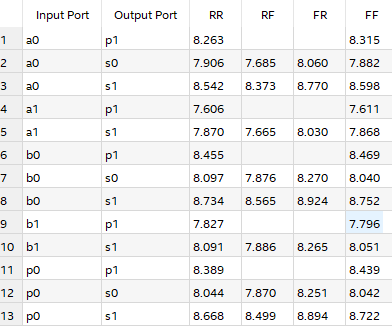 Input Port Output Port RR RF FR FF
1 a0 p1 8.263 8.315
2 a0 s0 7.906 7.685 8.060 7.882
3 a0 s1 8.542 8.373 8.770 8.598
4 a1 p1 7.606 7.611
5 a1 s1 7.870 7.665 8.030 7.868
6 b0 p1 8.455 8.469
7 b0 s0 8.097 7.876 8.270 8.040
8 b0 s1 8.734 8.565 8.924 8.752
9 b1 p1 7.827 7.796
10 b1 s1 8.091 7.886 8.265 8.051
11 p0 p1 8.389 8.439
12 p0 s0 8.044 7.870 8.251 8.042
13 p0 s1 8.668 8.499 8.894 8.722